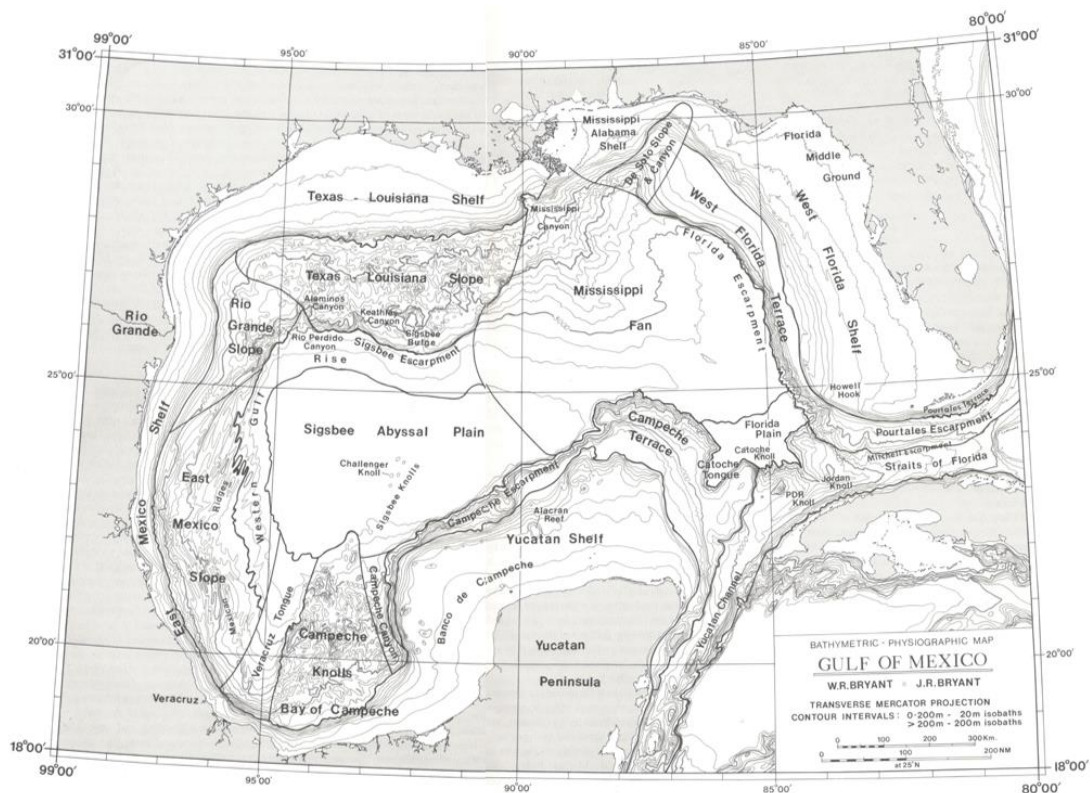 99°00'
80°00'
31°00'
95°00'
90°00'
85°00'
31°00'
30°00'
30°00'
Mississippi
Alabama
Shelf
De Soto Slope
& Canyon
Florida
Middle
Ground
Texas - Louisiana Shelf
Mississippi
Canyon
West
Florida
Terrace
West
Florida
Shelf
Florida
Escarpment
Texas - Louisiana Slope
Alaminos
Canyon
Keathley
Canyon
Sigsbee
Bulge
Mississippi
Fan
Rio
Grande
Rio
Grande
Slope
Rio Perdido
Canyon
Sigsbee Escarpment
Rise
25°00'
25°00'
Howell
Hook
Pourtales Terrace
Pourtales Escarpment
Mitchell Escarpment
Straits of Florida
Western Gulf
Sigsbee Abyssal Plain
Campeche
Terrace
Florida
Plain
Catoche
Knoll
Catoche
Tongue
Jordan
Knoll
PDR
Knoll
Challenger
Knoll
Sigsbee Knolls
Campeche Escarpment
East
Mexico
Shelf
East
Mexico
Slope
Mexican
Ridges
Alacran
Reef
Yucatan Shelf
Banco de Campeche
Campeche Canyon
Veracruz Tongue
Campeche
Knolls
Yucatan Channel
20°00'
20°00'
Yucatan
Peninsula
Veracruz
Bay of Campeche
BATHYMETRIC - PHYSIOGRAPHIC MAP
GULF OF MEXICO
W.R.BRYANT J.R.BRYANT
TRANSVERSE MERCATOR PROJECTION
CONTOUR INTERVALS: 0-200m - 20m isobaths
>200m - 200m isobaths
0 100 200 300 Km.
0 100 200 NM
at 25°N
18°00'
18°00'
99°00'
95°00'
90°00'
85°00'
80°00'